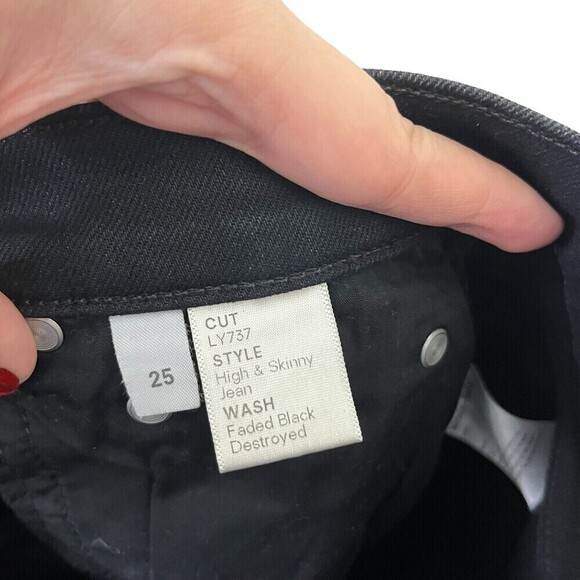 25
CUT
LY737
STYLE
High & Skinny
Jean
WASH
Faded Black
Destroyed